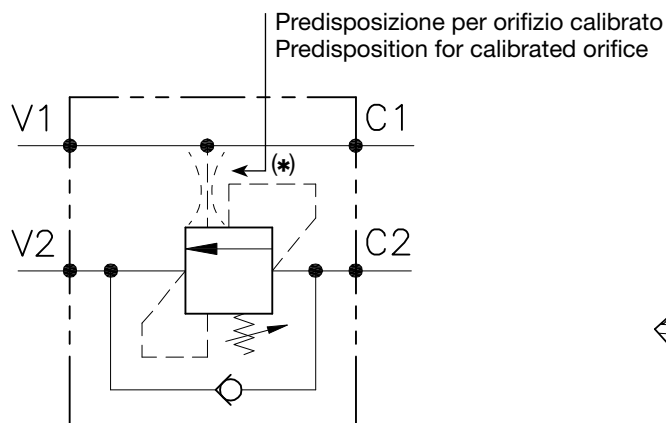 Predisposizione per orifizio calibrato
Predisposition for calibrated orifice
V1
C1
(*)
V2
C2